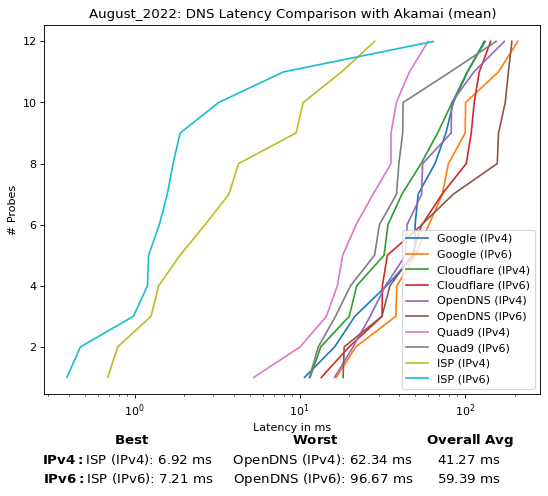 August_2022: DNS Latency Comparison with Akamai (mean)
12
10
8
6
4
2
# Probes
Google (IPv4)
Google (IPv6)
Cloudflare (IPv4)
Cloudflare (IPv6)
OpenDNS (IPv4)
OpenDNS (IPv6)
Quad9 (IPv4)
Quad9 (IPv6)
ISP (IPv4)
ISP (IPv6)
10⁰ 10¹ 10²
Latency in ms
Best Worst Overall Avg
IPv4: ISP (IPv4): 6.92 ms OpenDNS (IPv4): 62.34 ms 41.27 ms
IPv6: ISP (IPv6): 7.21 ms OpenDNS (IPv6): 96.67 ms 59.39 ms